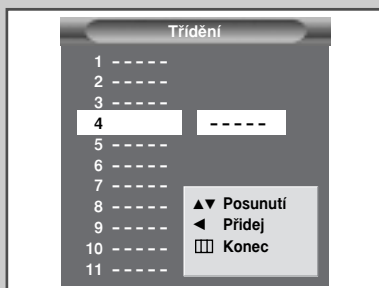 Třídění
1 -----
2 -----
3 -----
4 -----
5 -----
6 -----
7 -----
8 -----
9 -----
10 -----
11 -----
▲▼ Posunutí
◄ Přidej
Konec